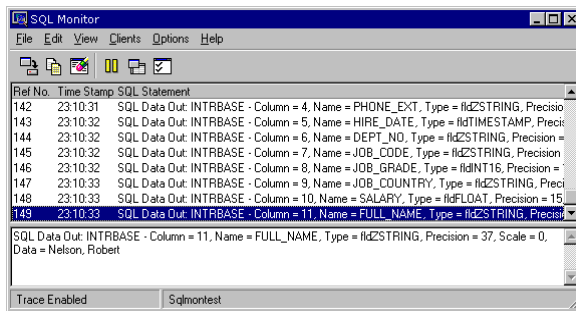 SQL Monitor
File Edit View Clients Options Help
Ref No. Time Stamp SQL Statement
142 23:10:31 SQL Data Out: INTRBASE - Column = 4, Name = PHONE_EXT, Type = fldZSTRING, Precisio
143 23:10:32 SQL Data Out: INTRBASE - Column = 5, Name = HIRE_DATE, Type = fldTIMESTAMP, Precis
144 23:10:32 SQL Data Out: INTRBASE - Column = 6, Name = DEPT_NO, Type = fldZSTRING, Precision =
145 23:10:32 SQL Data Out: INTRBASE - Column = 7, Name = JOB_CODE, Type = fldZSTRING, Precision
146 23:10:32 SQL Data Out: INTRBASE - Column = 8, Name = JOB_GRADE, Type = fldINT16, Precision =
147 23:10:33 SQL Data Out: INTRBASE - Column = 9, Name = JOB_COUNTRY, Type = fldZSTRING, Preci
148 23:10:33 SQL Data Out: INTRBASE - Column = 10, Name = SALARY, Type = fldFLOAT, Precision = 15
149 23:10:33 SQL Data Out: INTRBASE - Column = 11, Name = FULL_NAME, Type = fldZSTRING, Precisi
SQL Data Out: INTRBASE - Column = 11, Name = FULL_NAME, Type = fldZSTRING, Precision = 37, Scale = 0,
Data = Nelson, Robert
Trace Enabled Sqlmontest